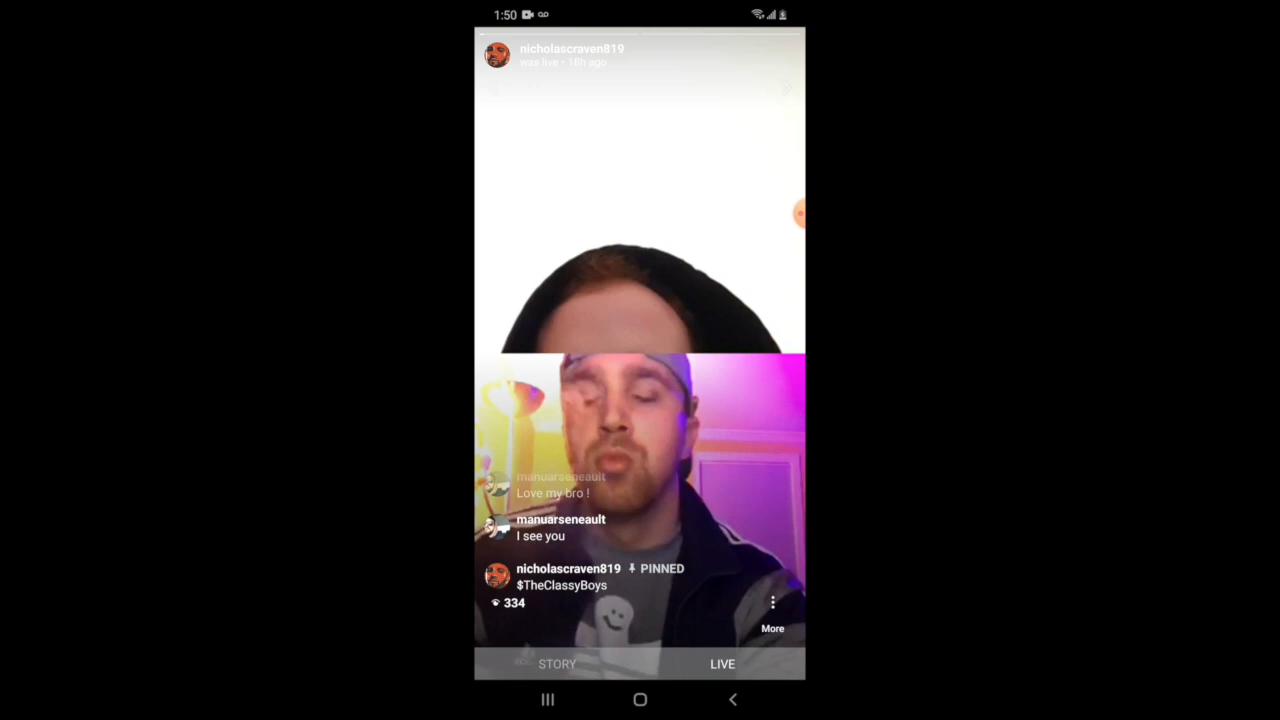 1:50
nicholascraven819
was live • 18h ago
manuarseneault
Love my bro !
manuarseneault
I see you
nicholascraven819 PINNED
$TheClassyBoys
334
More
STORY
LIVE